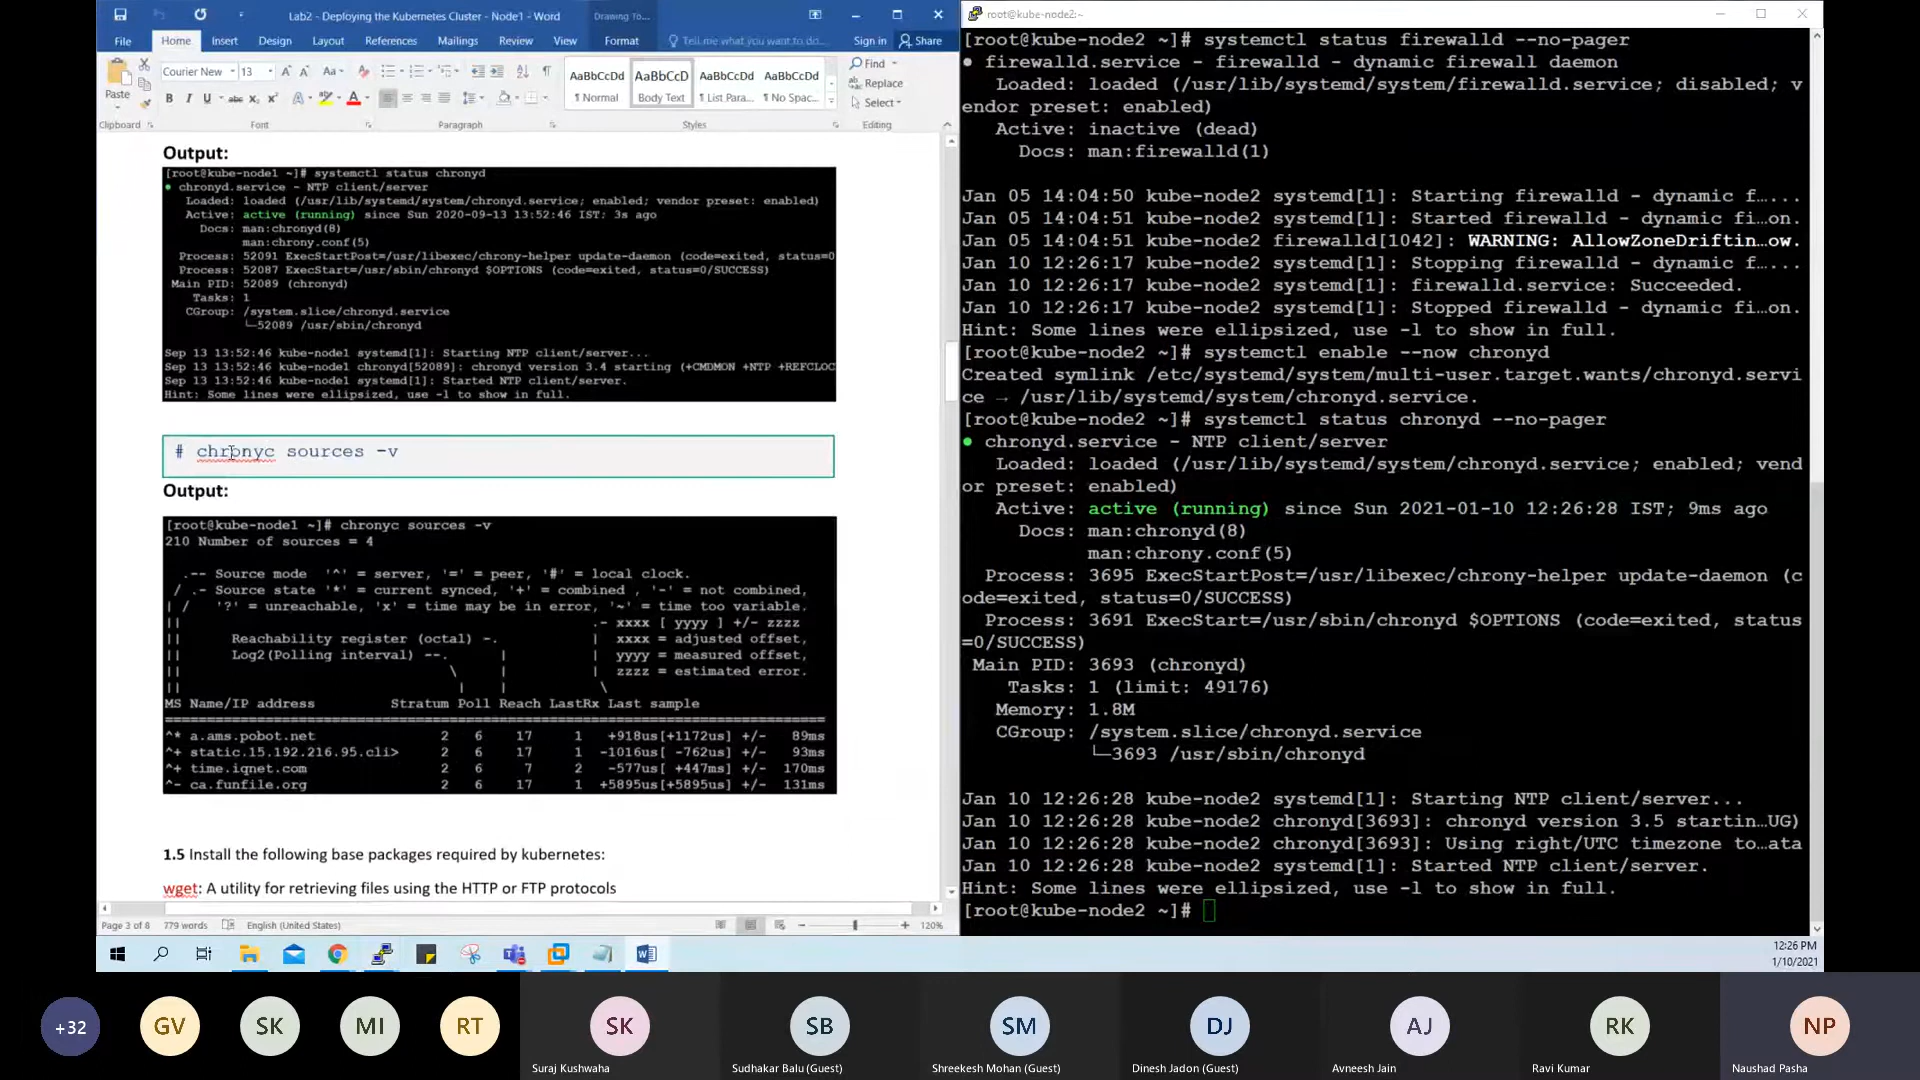 Lab2 - Deploying the Kubernetes Cluster - Node1 - Word
Drawing To...
File Home Insert Design Layout References Mailings Review View Format Tell me what you want to do... Sign in Share
Paste
Courier New 13
AaBbCcDd AaBbCcD AaBbCcDd AaBbCcDd
¶ Normal Body Text ¶ List Para... ¶ No Spac...
Find
Replace
Select
Clipboard Font Paragraph Styles Editing
Output:
[root@kube-node1 ~]# systemctl status chronyd
● chronyd.service - NTP client/server
Loaded: loaded (/usr/lib/systemd/system/chronyd.service; enabled; vendor preset: enabled)
Active: active (running) since Sun 2020-09-13 13:52:46 IST; 3s ago
Docs: man:chronyd(8)
man:chrony.conf(5)
Process: 52091 ExecStartPost=/usr/libexec/chrony-helper update-daemon (code=exited, status=0
Process: 52087 ExecStart=/usr/sbin/chronyd $OPTIONS (code=exited, status=0/SUCCESS)
Main PID: 52089 (chronyd)
Tasks: 1
CGroup: /system.slice/chronyd.service
└─52089 /usr/sbin/chronyd
Sep 13 13:52:46 kube-node1 systemd[1]: Starting NTP client/server...
Sep 13 13:52:46 kube-node1 chronyd[52089]: chronyd version 3.4 starting (+CMDMON +NTP +REFCLOC
Sep 13 13:52:46 kube-node1 systemd[1]: Started NTP client/server.
Hint: Some lines were ellipsized, use -l to show in full.
# chronyc sources -v
Output:
[root@kube-node1 ~]# chronyc sources -v
210 Number of sources = 4
.-- Source mode '^' = server, '=' = peer, '#' = local clock.
/ .- Source state '*' = current synced, '+' = combined , '-' = not combined,
| / '?' = unreachable, 'x' = time may be in error, '~' = time too variable.
|| .- xxxx [ yyyy ] +/- zzzz
|| Reachability register (octal) -. | xxxx = adjusted offset,
|| Log2(Polling interval) --. | | yyyy = measured offset,
|| \ | | zzzz = estimated error.
|| | | \
MS Name/IP address Stratum Poll Reach LastRx Last sample
===============================================================================
^* a.ams.pobot.net 2 6 17 1 +918us[+1172us] +/- 89ms
^+ static.15.192.216.95.cli> 2 6 17 1 -1016us[ -762us] +/- 93ms
^+ time.iqnet.com 2 6 7 2 -577us[ +447ms] +/- 170ms
^- ca.funfile.org 2 6 17 1 +5895us[+5895us] +/- 131ms
1.5 Install the following base packages required by kubernetes:
wget: A utility for retrieving files using the HTTP or FTP protocols
Page 3 of 8 779 words English (United States) 120%
root@kube-node2:~
[root@kube-node2 ~]# systemctl status firewalld --no-pager
● firewalld.service - firewalld - dynamic firewall daemon
Loaded: loaded (/usr/lib/systemd/system/firewalld.service; disabled; v
endor preset: enabled)
Active: inactive (dead)
Docs: man:firewalld(1)
Jan 05 14:04:50 kube-node2 systemd[1]: Starting firewalld - dynamic f…...
Jan 05 14:04:51 kube-node2 systemd[1]: Started firewalld - dynamic fi…on.
Jan 05 14:04:51 kube-node2 firewalld[1042]: WARNING: AllowZoneDriftin…ow.
Jan 10 12:26:17 kube-node2 systemd[1]: Stopping firewalld - dynamic f…...
Jan 10 12:26:17 kube-node2 systemd[1]: firewalld.service: Succeeded.
Jan 10 12:26:17 kube-node2 systemd[1]: Stopped firewalld - dynamic fi…on.
Hint: Some lines were ellipsized, use -l to show in full.
[root@kube-node2 ~]# systemctl enable --now chronyd
Created symlink /etc/systemd/system/multi-user.target.wants/chronyd.servi
ce → /usr/lib/systemd/system/chronyd.service.
[root@kube-node2 ~]# systemctl status chronyd --no-pager
● chronyd.service - NTP client/server
Loaded: loaded (/usr/lib/systemd/system/chronyd.service; enabled; vend
or preset: enabled)
Active: active (running) since Sun 2021-01-10 12:26:28 IST; 9ms ago
Docs: man:chronyd(8)
man:chrony.conf(5)
Process: 3695 ExecStartPost=/usr/libexec/chrony-helper update-daemon (c
ode=exited, status=0/SUCCESS)
Process: 3691 ExecStart=/usr/sbin/chronyd $OPTIONS (code=exited, status
=0/SUCCESS)
Main PID: 3693 (chronyd)
Tasks: 1 (limit: 49176)
Memory: 1.8M
CGroup: /system.slice/chronyd.service
└─3693 /usr/sbin/chronyd
Jan 10 12:26:28 kube-node2 systemd[1]: Starting NTP client/server...
Jan 10 12:26:28 kube-node2 chronyd[3693]: chronyd version 3.5 startin…UG)
Jan 10 12:26:28 kube-node2 chronyd[3693]: Using right/UTC timezone to…ata
Jan 10 12:26:28 kube-node2 systemd[1]: Started NTP client/server.
Hint: Some lines were ellipsized, use -l to show in full.
[root@kube-node2 ~]#
12:26 PM
1/10/2021
+32 GV SK MI RT SK SB SM DJ AJ RK NP
Suraj Kushwaha Sudhakar Balu (Guest) Shreekesh Mohan (Guest) Dinesh Jadon (Guest) Avneesh Jain Ravi Kumar Naushad Pasha